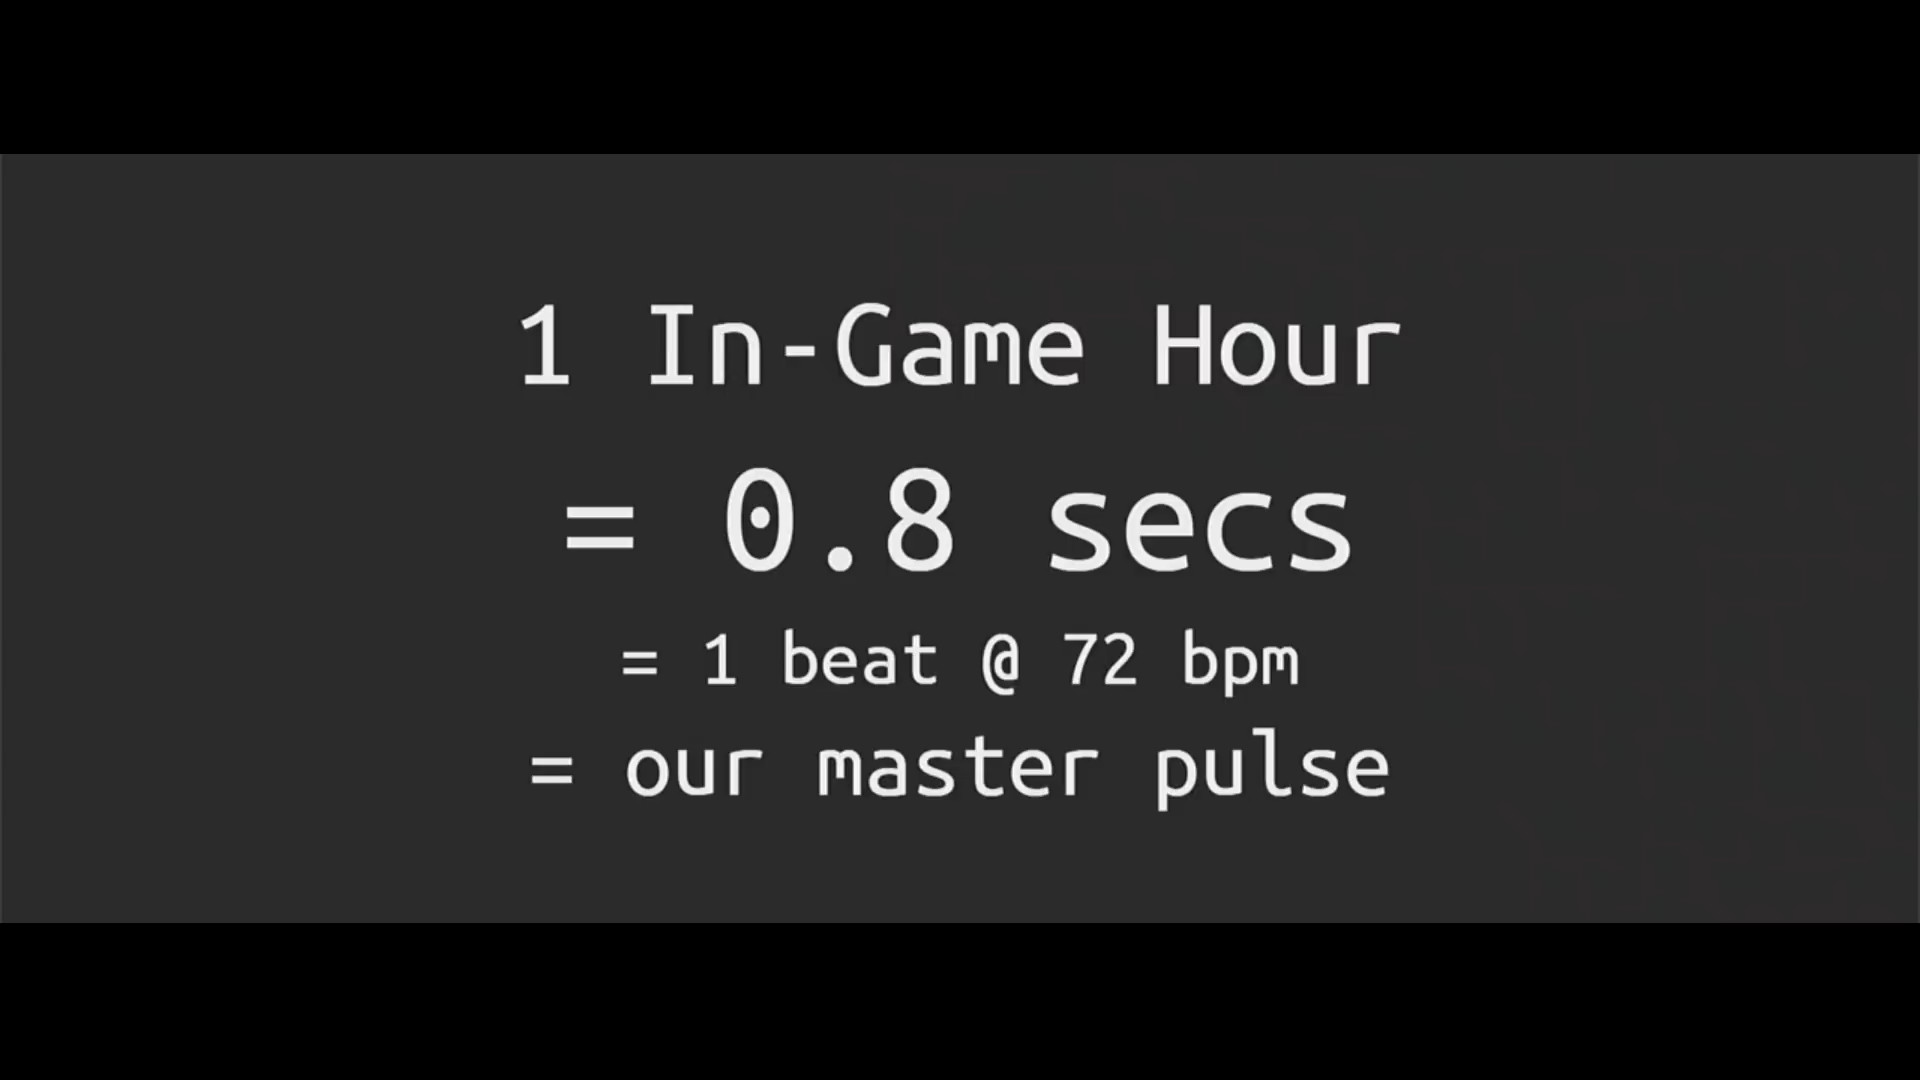 1 In-Game Hour
= 0.8 secs
= 1 beat @ 72 bpm
= our master pulse